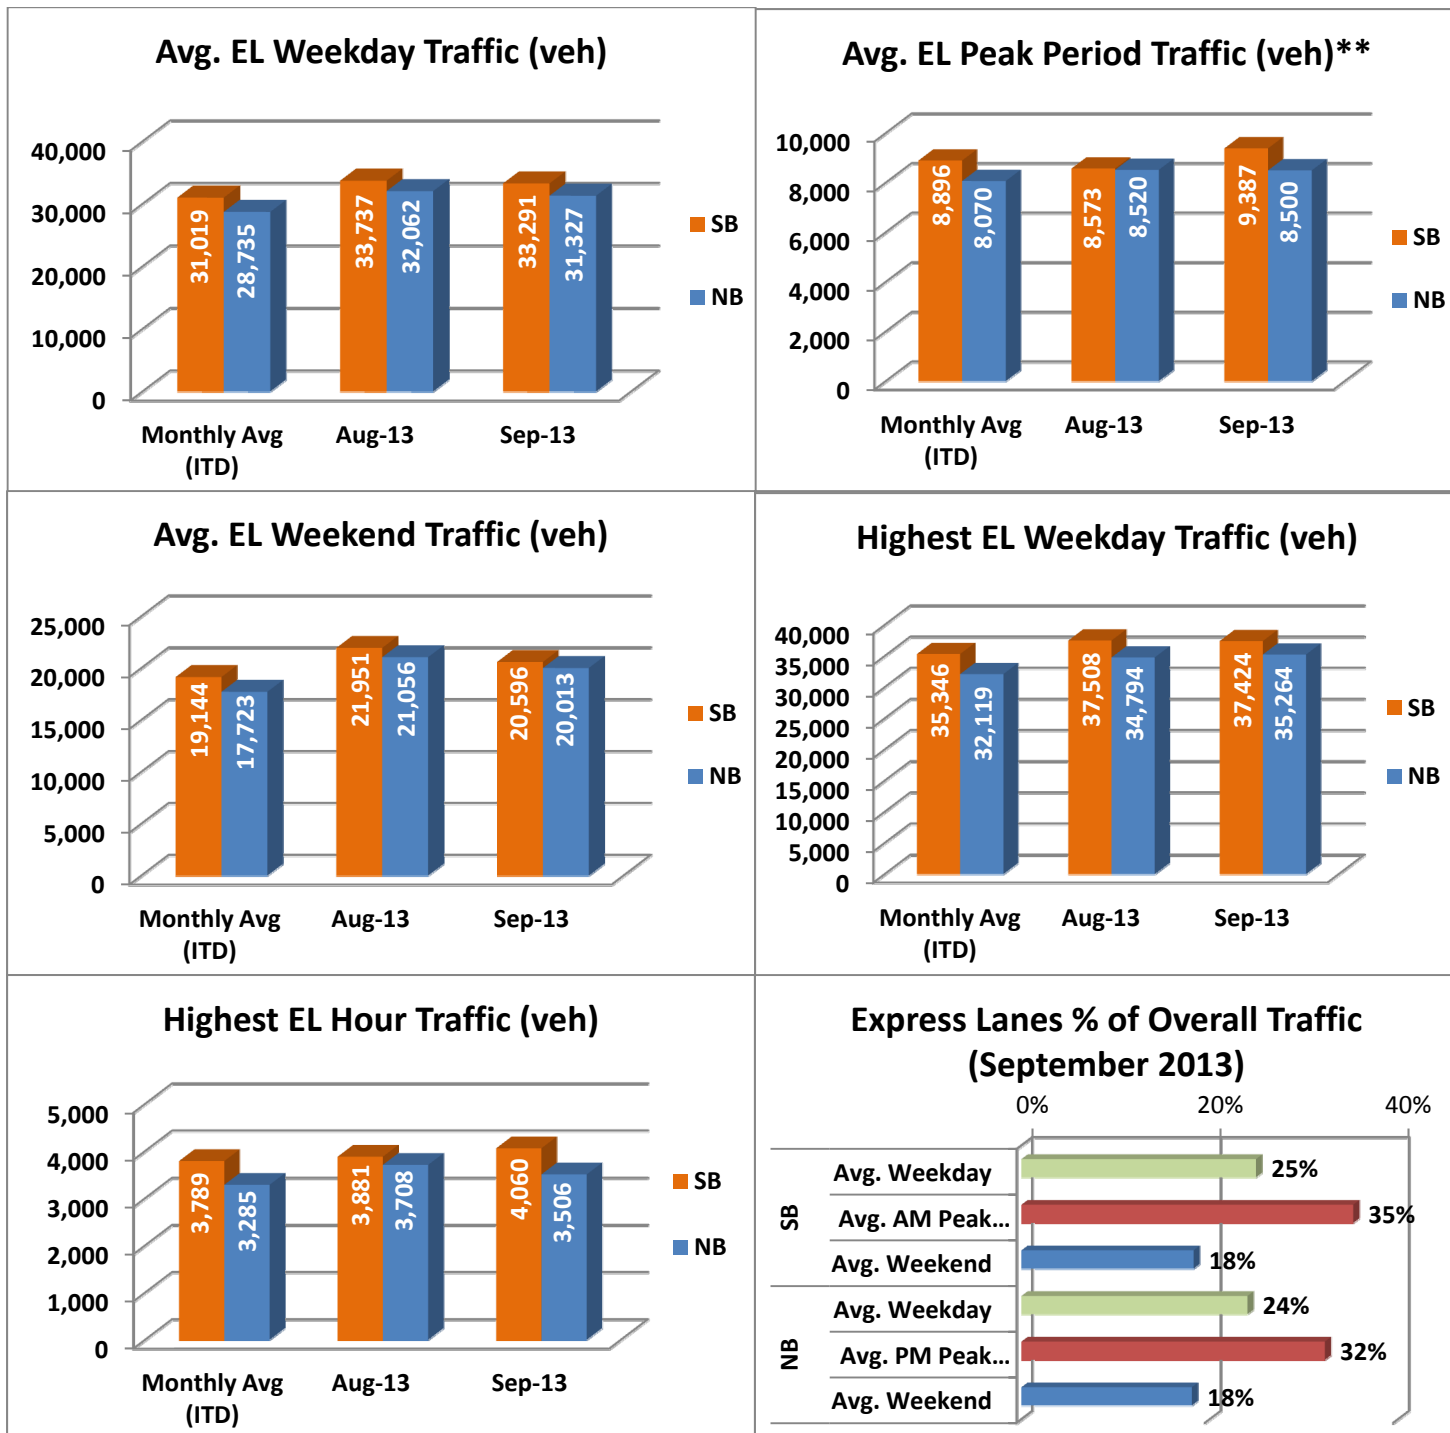 Avg. EL Weekday Traffic (veh)
40,000
30,000
20,000
10,000
0
31,019
28,735
33,737
32,062
33,291
31,327
Monthly Avg
(ITD)
Aug-13
Sep-13
SB
NB
Avg. EL Peak Period Traffic (veh)**
10,000
8,000
6,000
4,000
2,000
0
8,896
8,070
8,573
8,520
9,387
8,500
Monthly Avg
(ITD)
Aug-13
Sep-13
SB
NB
Avg. EL Weekend Traffic (veh)
25,000
20,000
15,000
10,000
5,000
0
19,144
17,723
21,951
21,056
20,596
20,013
Monthly Avg
(ITD)
Aug-13
Sep-13
SB
NB
Highest EL Weekday Traffic (veh)
40,000
35,000
30,000
25,000
20,000
15,000
10,000
5,000
0
35,346
32,119
37,508
34,794
37,424
35,264
Monthly Avg
(ITD)
Aug-13
Sep-13
SB
NB
Highest EL Hour Traffic (veh)
5,000
4,000
3,000
2,000
1,000
0
3,789
3,285
3,881
3,708
4,060
3,506
Monthly Avg
(ITD)
Aug-13
Sep-13
SB
NB
Express Lanes % of Overall Traffic
(September 2013)
0% 20% 40%
SB
Avg. Weekday 25%
Avg. AM Peak... 35%
Avg. Weekend 18%
NB
Avg. Weekday 24%
Avg. PM Peak... 32%
Avg. Weekend 18%